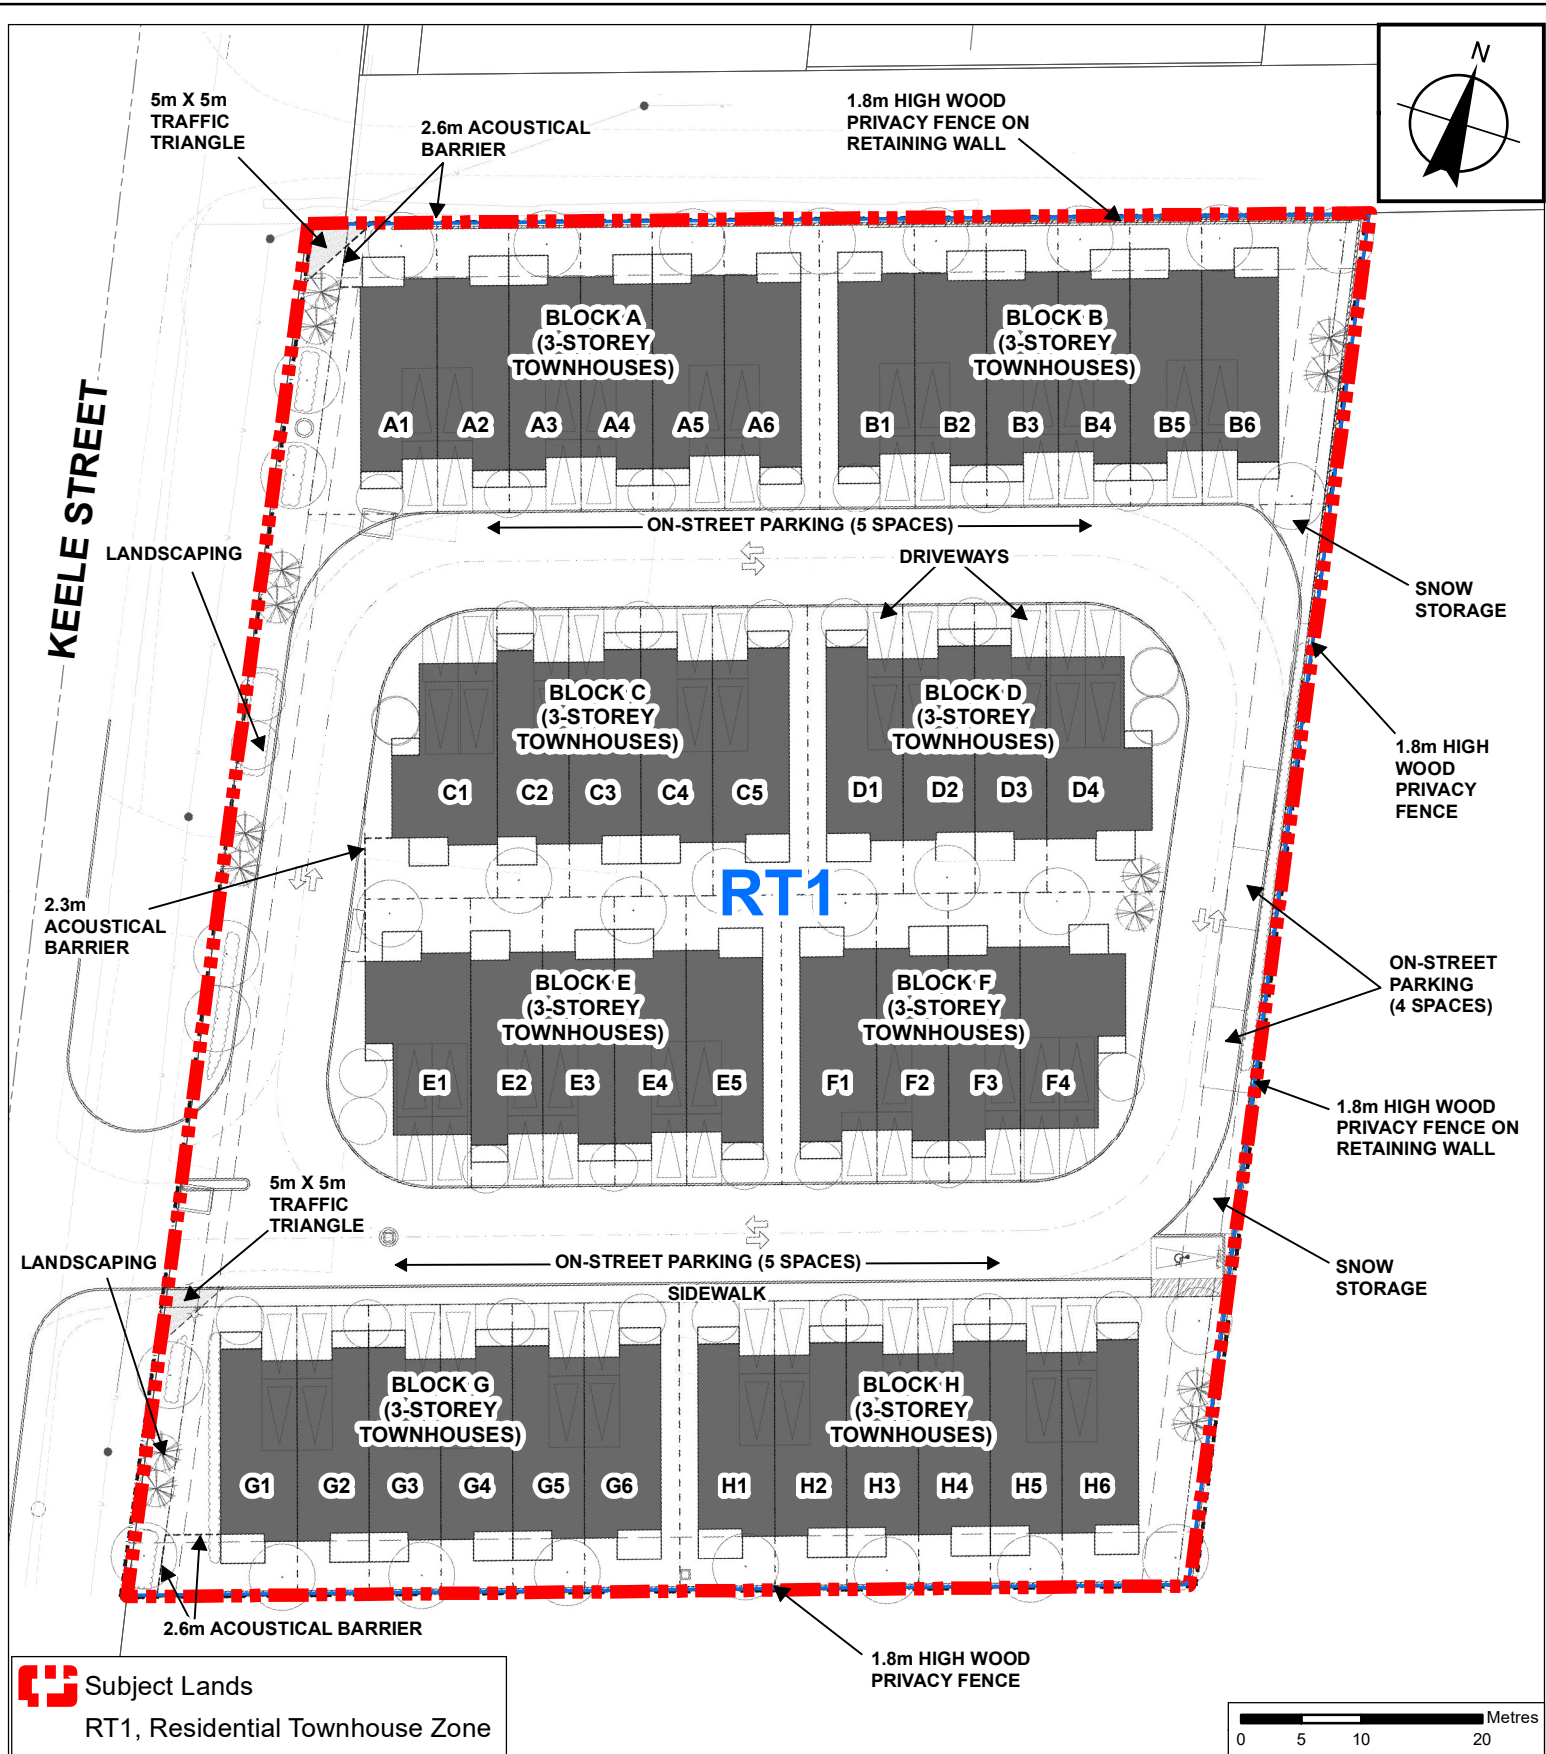 N
5m X 5m
TRAFFIC
TRIANGLE
2.6m ACOUSTICAL
BARRIER
1.8m HIGH WOOD
PRIVACY FENCE ON
RETAINING WALL
BLOCK A
(3-STOREY
TOWNHOUSES)
BLOCK B
(3-STOREY
TOWNHOUSES)
A1 A2 A3 A4 A5 A6
B1 B2 B3 B4 B5 B6
KEELE STREET
ON-STREET PARKING (5 SPACES)
LANDSCAPING
DRIVEWAYS
SNOW
STORAGE
BLOCK C
(3-STOREY
TOWNHOUSES)
BLOCK D
(3-STOREY
TOWNHOUSES)
1.8m HIGH
WOOD
PRIVACY
FENCE
C1 C2 C3 C4 C5
D1 D2 D3 D4
RT1
2.3m
ACOUSTICAL
BARRIER
BLOCK E
(3-STOREY
TOWNHOUSES)
BLOCK F
(3-STOREY
TOWNHOUSES)
ON-STREET
PARKING
(4 SPACES)
E1 E2 E3 E4 E5
F1 F2 F3 F4
1.8m HIGH WOOD
PRIVACY FENCE ON
RETAINING WALL
5m X 5m
TRAFFIC
TRIANGLE
LANDSCAPING
ON-STREET PARKING (5 SPACES)
SNOW
STORAGE
SIDEWALK
BLOCK G
(3-STOREY
TOWNHOUSES)
BLOCK H
(3-STOREY
TOWNHOUSES)
G1 G2 G3 G4 G5 G6
H1 H2 H3 H4 H5 H6
2.6m ACOUSTICAL BARRIER
1.8m HIGH WOOD
PRIVACY FENCE
Subject Lands
RT1, Residential Townhouse Zone
Metres
0 5 10 20